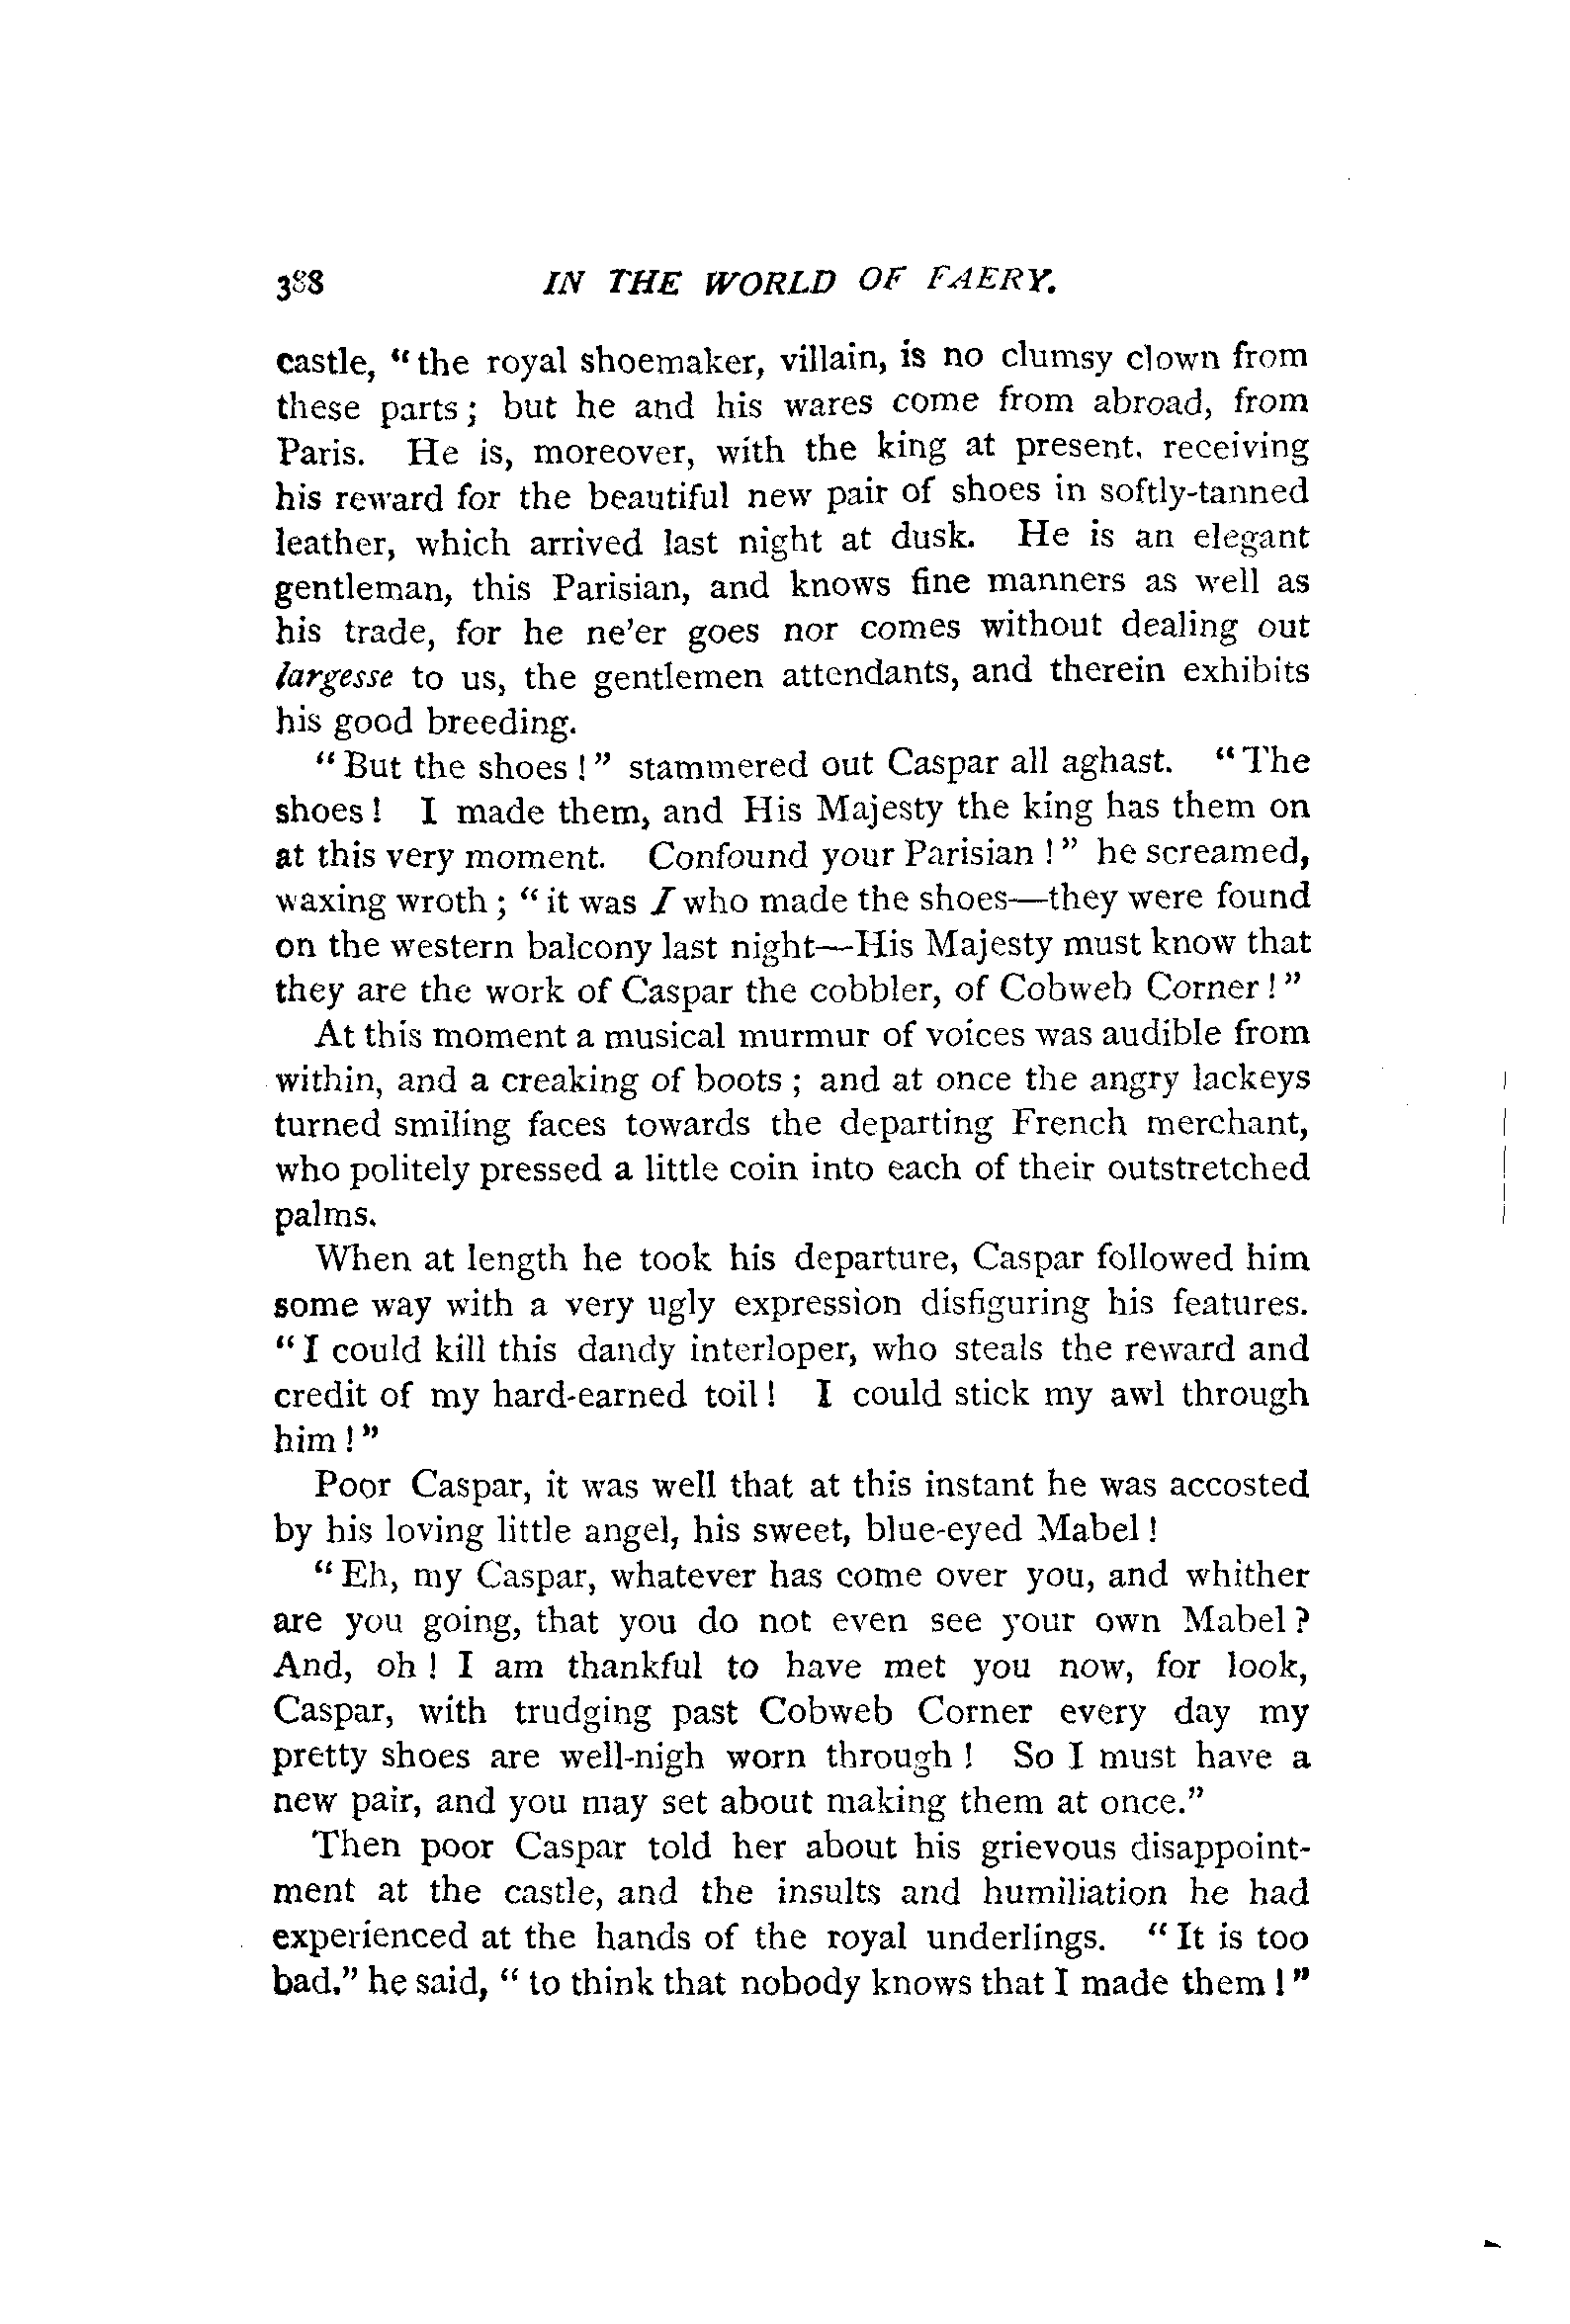 388 IN THE WORLD OF FAERY.
castle, "the royal shoemaker, villain, is no clumsy clown from
these parts; but he and his wares come from abroad, from
Paris. He is, moreover, with the king at present, receiving
his reward for the beautiful new pair of shoes in softly-tanned
leather, which arrived last night at dusk. He is an elegant
gentleman, this Parisian, and knows fine manners as well as
his trade, for he ne'er goes nor comes without dealing out
largesse to us, the gentlemen attendants, and therein exhibits
his good breeding.
"But the shoes!" stammered out Caspar all aghast. "The
shoes! I made them, and His Majesty the king has them on
at this very moment. Confound your Parisian!" he screamed,
waxing wroth; "it was I who made the shoes—they were found
on the western balcony last night—His Majesty must know that
they are the work of Caspar the cobbler, of Cobweb Corner!"
At this moment a musical murmur of voices was audible from
within, and a creaking of boots; and at once the angry lackeys
turned smiling faces towards the departing French merchant,
who politely pressed a little coin into each of their outstretched
palms.
When at length he took his departure, Caspar followed him
some way with a very ugly expression disfiguring his features.
"I could kill this dandy interloper, who steals the reward and
credit of my hard-earned toil! I could stick my awl through
him!"
Poor Caspar, it was well that at this instant he was accosted
by his loving little angel, his sweet, blue-eyed Mabel!
"Eh, my Caspar, whatever has come over you, and whither
are you going, that you do not even see your own Mabel?
And, oh! I am thankful to have met you now, for look,
Caspar, with trudging past Cobweb Corner every day my
pretty shoes are well-nigh worn through! So I must have a
new pair, and you may set about making them at once."
Then poor Caspar told her about his grievous disappoint-
ment at the castle, and the insults and humiliation he had
experienced at the hands of the royal underlings. "It is too
bad," he said, "to think that nobody knows that I made them!"